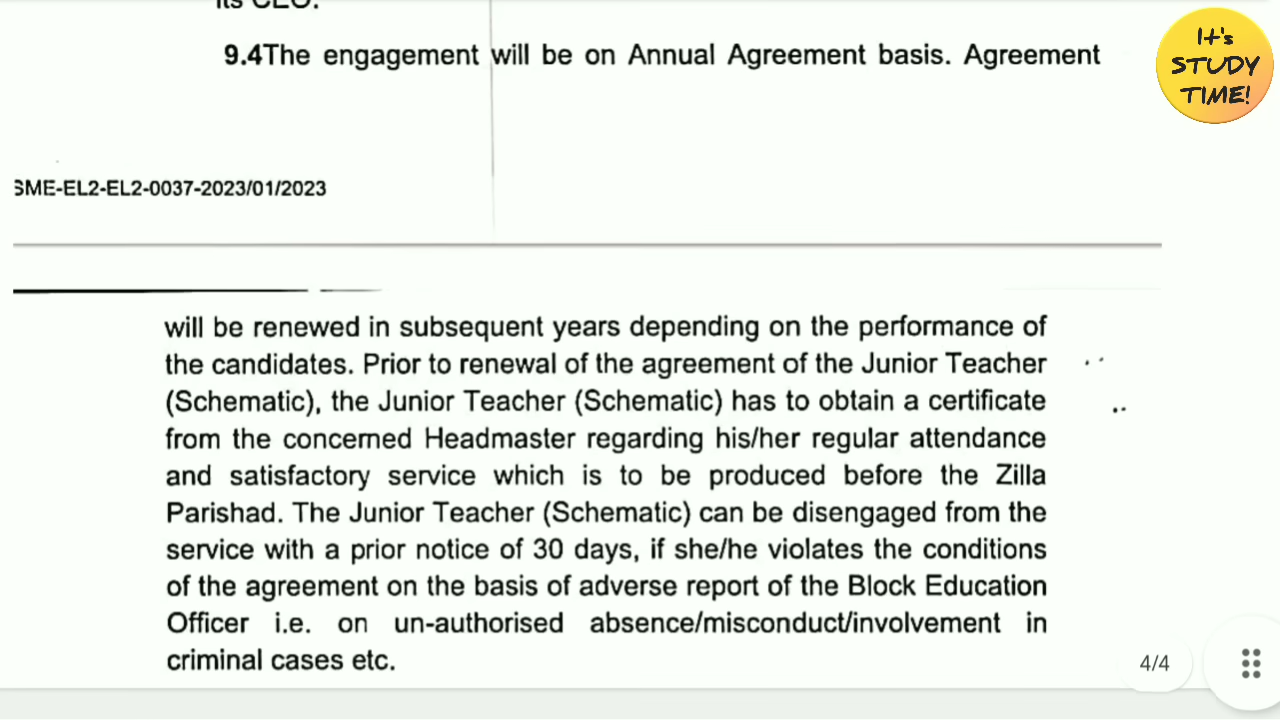 its CEO.
9.4The engagement will be on Annual Agreement basis. Agreement
It's
STUDY
TIME!
SME-EL2-EL2-0037-2023/01/2023
will be renewed in subsequent years depending on the performance of
the candidates. Prior to renewal of the agreement of the Junior Teacher
(Schematic), the Junior Teacher (Schematic) has to obtain a certificate
from the concerned Headmaster regarding his/her regular attendance
and satisfactory service which is to be produced before the Zilla
Parishad. The Junior Teacher (Schematic) can be disengaged from the
service with a prior notice of 30 days, if she/he violates the conditions
of the agreement on the basis of adverse report of the Block Education
Officer i.e. on un-authorised absence/misconduct/involvement in
criminal cases etc.
4/4